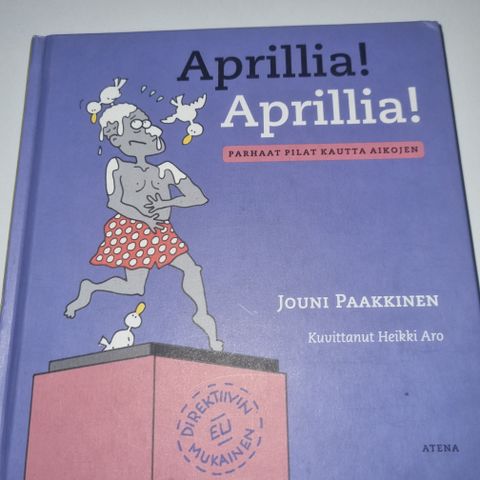 Aprillia!
Aprillia!
PARHAAT PILAT KAUTTA AIKOJEN
JOUNI PAAKKINEN
Kuvittanut Heikki Aro
DIREKTIIVIN
EU
MUKAINEN
ATENA